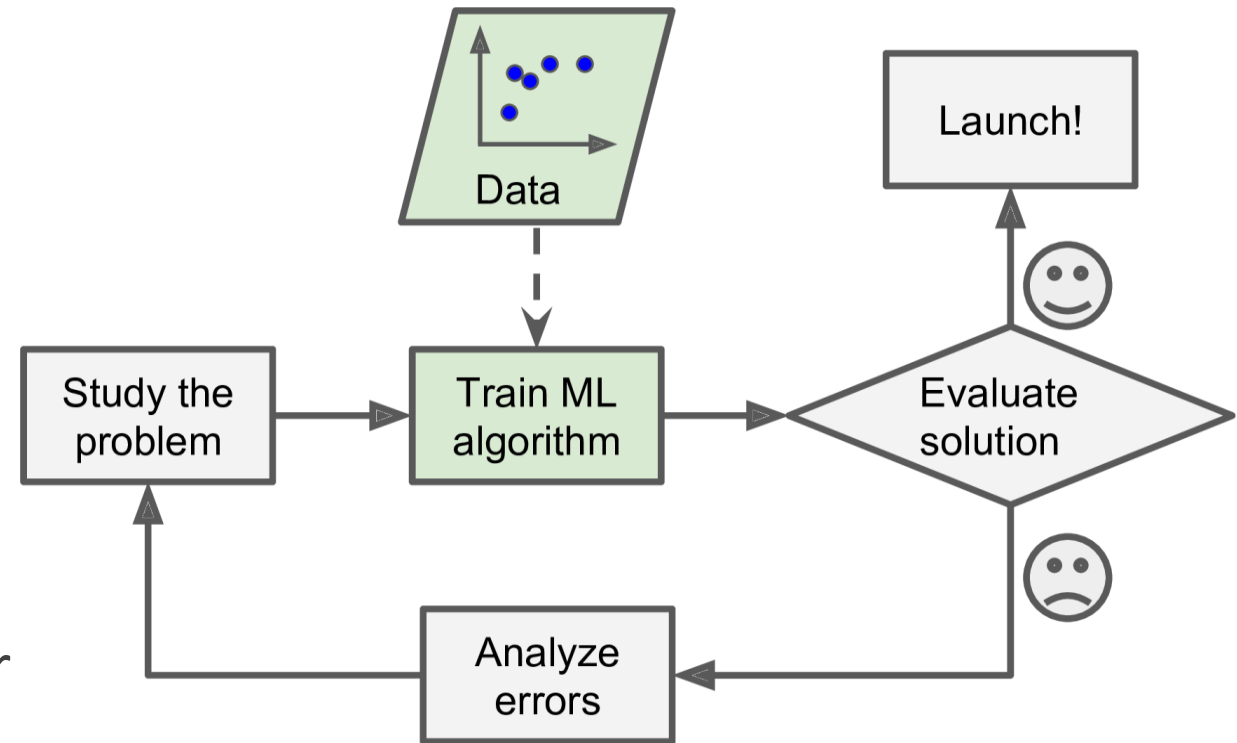 Data
Launch!
Study the
problem
Train ML
algorithm
Evaluate
solution
Analyze
errors